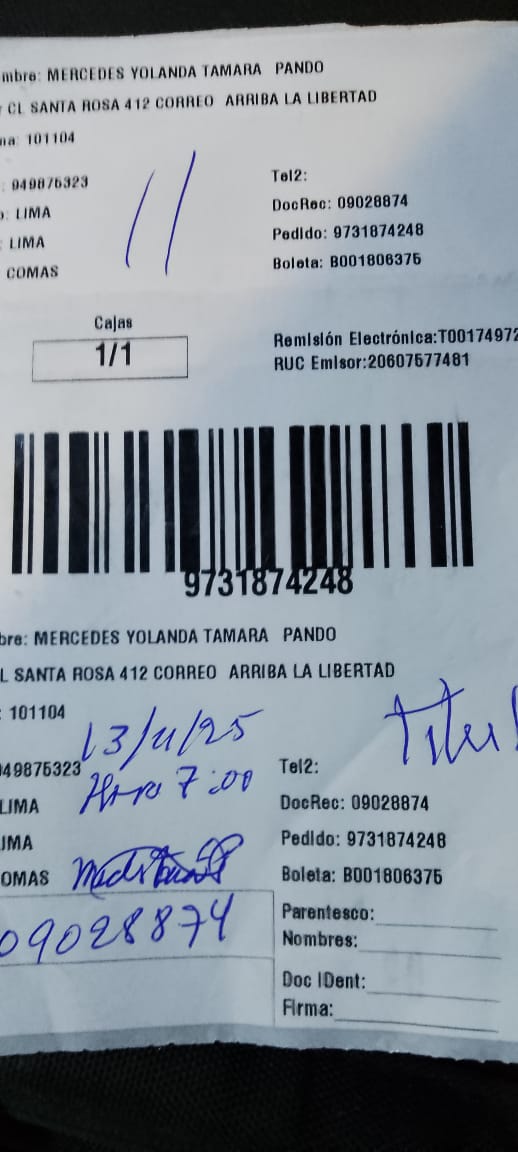 mbre: MERCEDES YOLANDA TAMARA PANDO
: CL SANTA ROSA 412 CORREO ARRIBA LA LIBERTAD
na: 101104
: 949875323
Tel2:
o: LIMA
DocRec: 09028874
: LIMA
Pedido: 9731874248
COMAS
Boleta: B001806375
11
Cajas
1/1
Remisión Electrónica:T00174972
RUC Emisor:20607577481
9731874248
bre: MERCEDES YOLANDA TAMARA PANDO
L SANTA ROSA 412 CORREO ARRIBA LA LIBERTAD
: 101104
13/11/25
949875323
Hora 7:00
Tel2:
LIMA
DocRec: 09028874
IMA
Pedido: 9731874248
OMAS
Boleta: B001806375
09028874
Parentesco:
Nombres:
Doc IDent:
Firma: